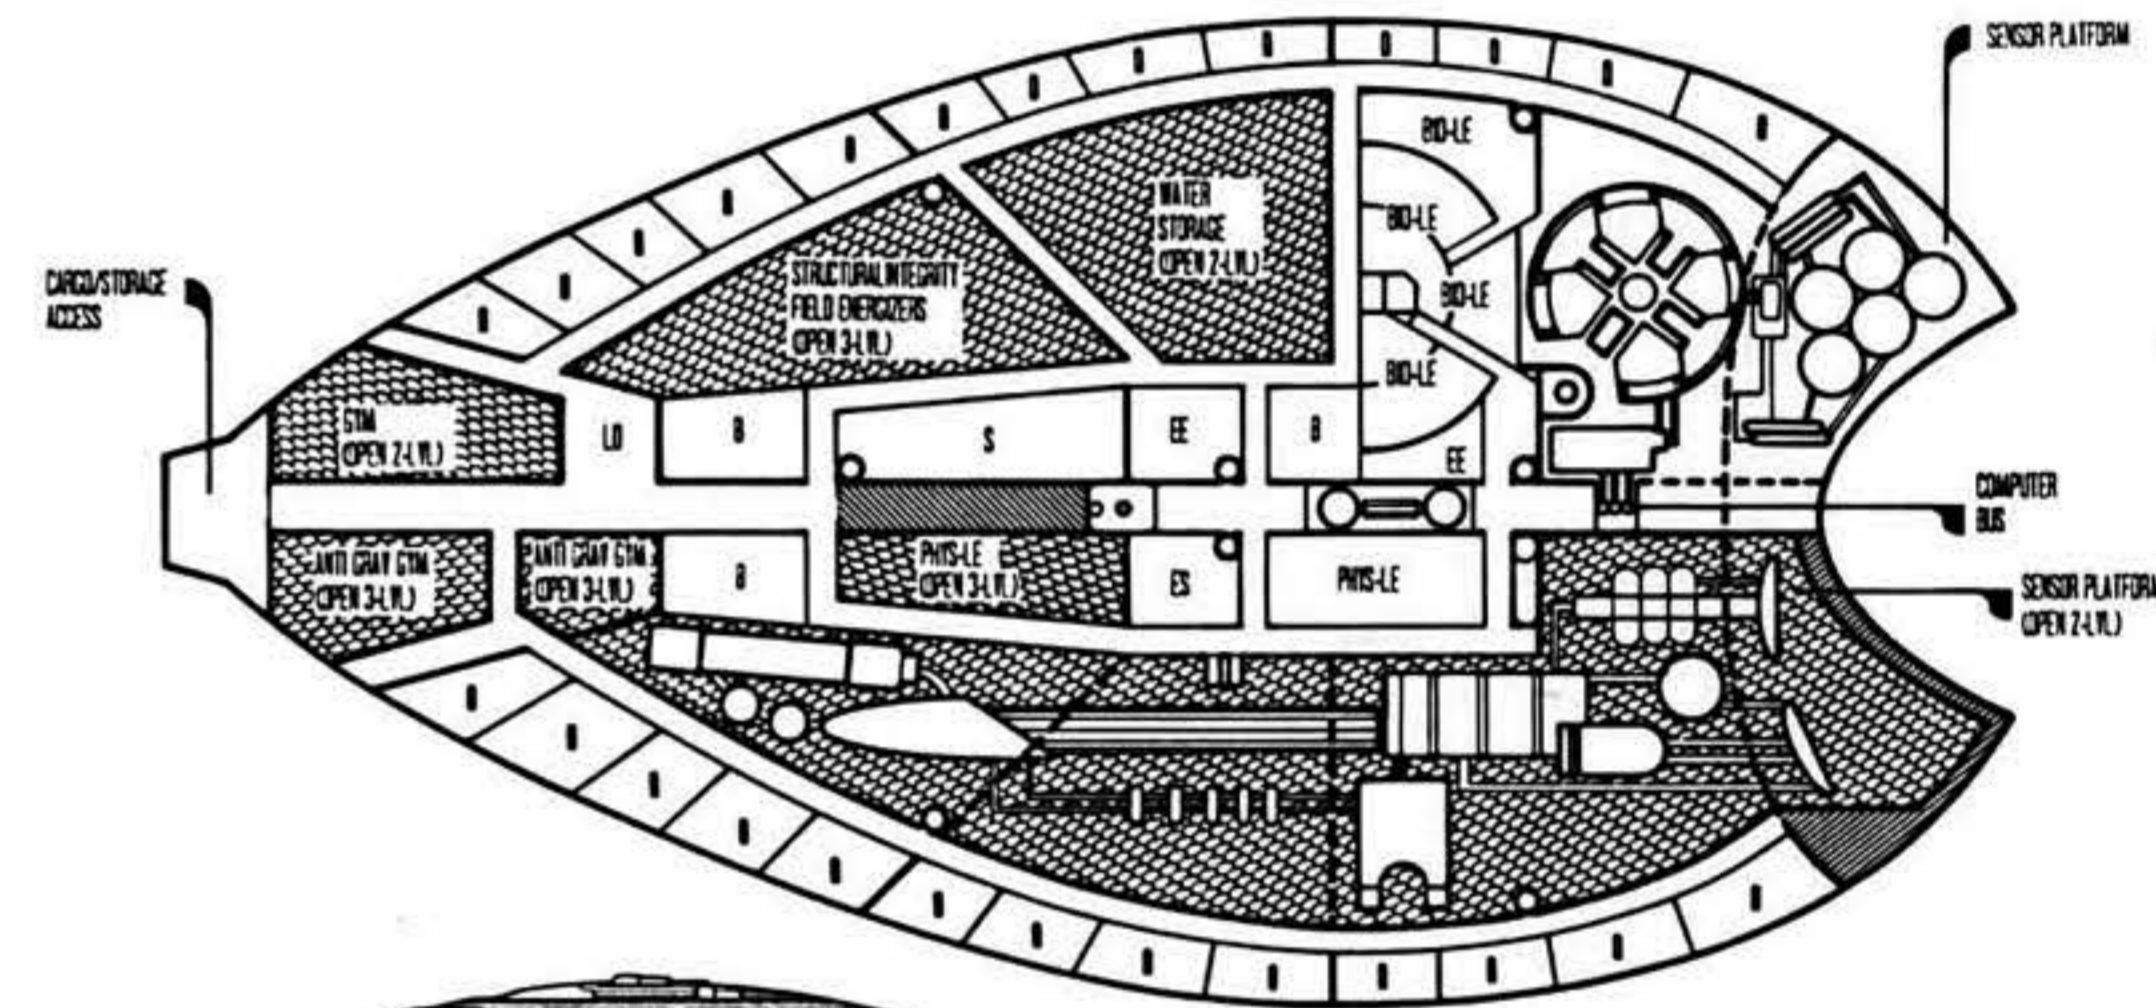 SENSOR PLATFORM
BIO-LE
WATER
STORAGE
(OPEN 2-LVL)
BIO-LE
STRUCTURAL INTEGRITY
FIELD ENERGIZERS
(OPEN 3-LVL)
BIO-LE
CARGO/STORAGE
ACCESS
BIO-LE
GYM
(OPEN 2-LVL)
B
S
EE
B
EE
COMPUTER
BUS
ANTI GRAV GYM
(OPEN 3-LVL)
ANTI GRAV GYM
(OPEN 3-LVL)
B
PHYS-LE
(OPEN 3-LVL)
ES
PHYS-LE
SENSOR PLATFORM
(OPEN 2-LVL)